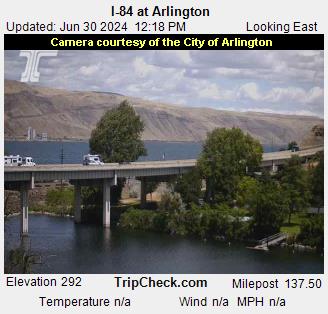 I-84 at Arlington
Updated: Jun 30 2024 12:18 PM Looking East
Camera courtesy of the City of Arlington
Elevation 292 TripCheck.com Milepost 137.50
Temperature n/a Wind n/a MPH n/a